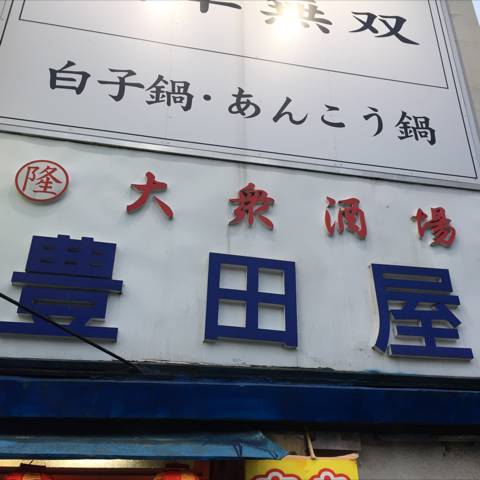 無双
白子鍋・あんこう鍋
隆 大衆酒場
豊田屋